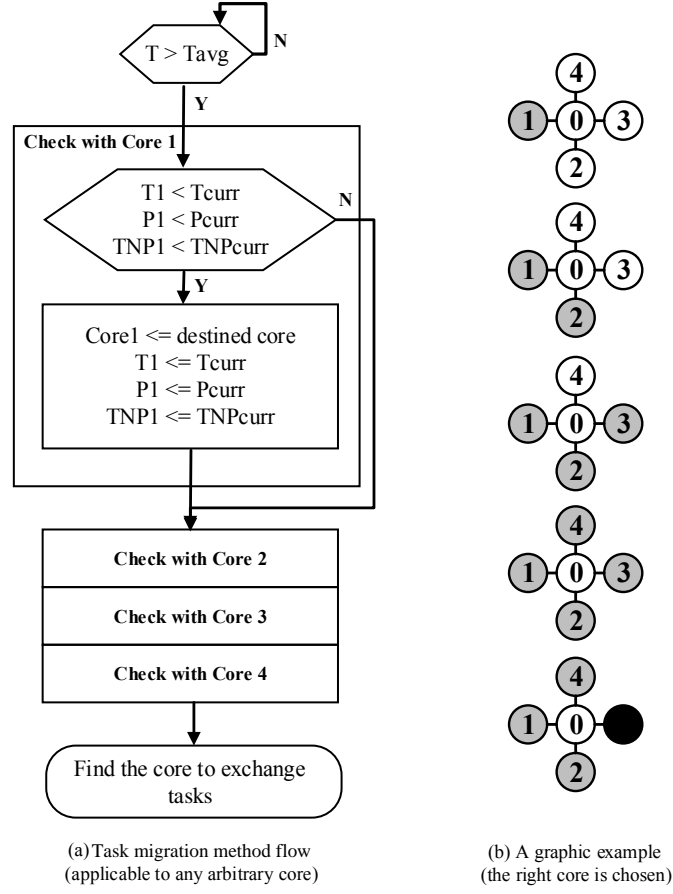 T > Tavg
N
Y
Check with Core 1
T1 < Tcurr
P1 < Pcurr
TNP1 < TNPcurr
N
Y
Core1 <= destined core
T1 <= Tcurr
P1 <= Pcurr
TNP1 <= TNPcurr
Check with Core 2
Check with Core 3
Check with Core 4
Find the core to exchange
tasks
(a) Task migration method flow
(applicable to any arbitrary core)
4
1 0 3
2
4
1 0 3
2
4
1 0 3
2
4
1 0 3
2
4
1 0
2
(b) A graphic example
(the right core is chosen)